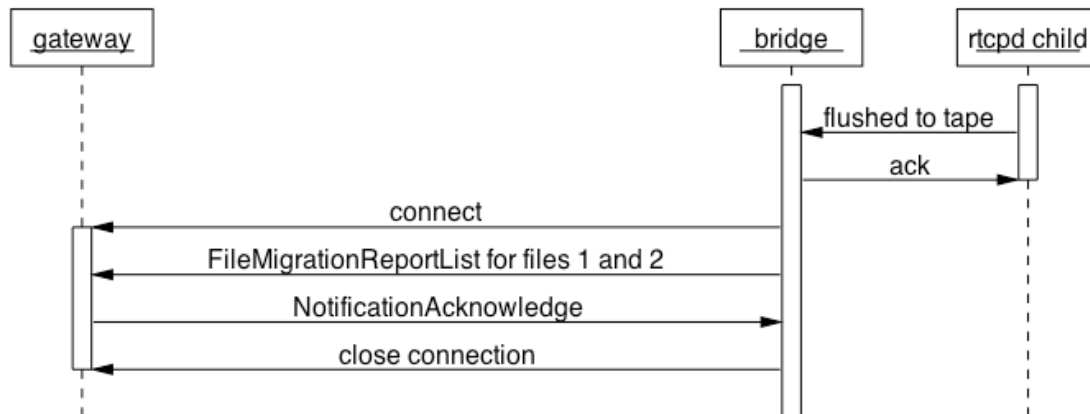 gateway
bridge
rtcpd child
flushed to tape
ack
connect
FileMigrationReportList for files 1 and 2
NotificationAcknowledge
close connection